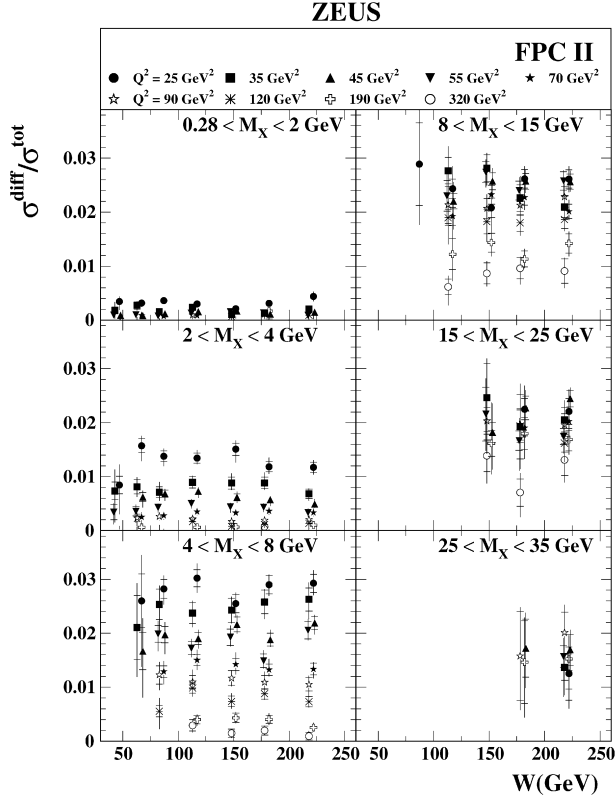 ZEUS
FPC II
Q² = 25 GeV² 35 GeV² 45 GeV² 55 GeV² 70 GeV²
Q² = 90 GeV² 120 GeV² 190 GeV² 320 GeV²
σ^diff/σ^tot
0.28 < M_X < 2 GeV 8 < M_X < 15 GeV
0.03
0.02
0.01
0
2 < M_X < 4 GeV 15 < M_X < 25 GeV
0.03
0.02
0.01
0
4 < M_X < 8 GeV 25 < M_X < 35 GeV
0.03
0.02
0.01
0
50 100 150 200 250 50 100 150 200 250
W(GeV)